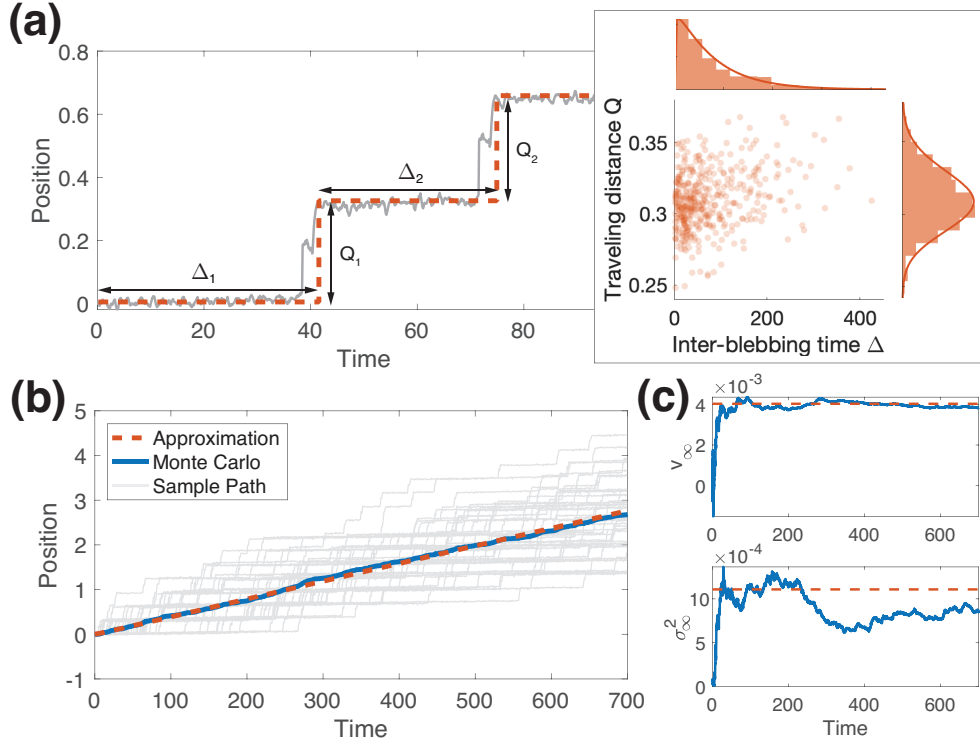 (a)
Position
0.8
0.6
0.4
0.2
0
0
20
40
60
80
Time
Δ1
Q1
Δ2
Q2
Traveling distance Q
0.35
0.3
0.25
0
200
400
Inter-blebbing time Δ
(b)
Position
5
4
3
2
1
0
-1
0
100
200
300
400
500
600
700
Time
Approximation
Monte Carlo
Sample Path
(c)
×10⁻³
v∞
4
2
0
0
200
400
600
×10⁻⁴
σ²∞
10
5
0
0
200
400
600
Time